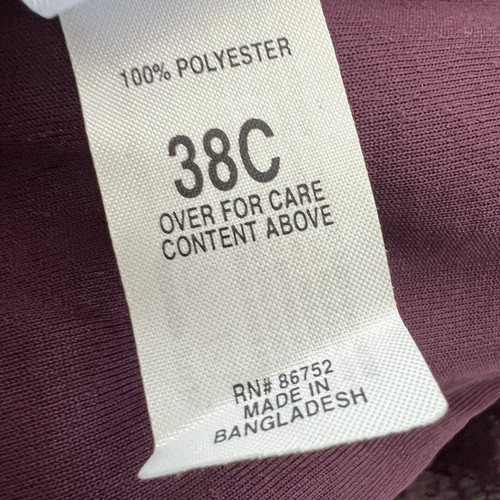 100% POLYESTER
38C
OVER FOR CARE
CONTENT ABOVE
RN# 86752
MADE IN
BANGLADESH